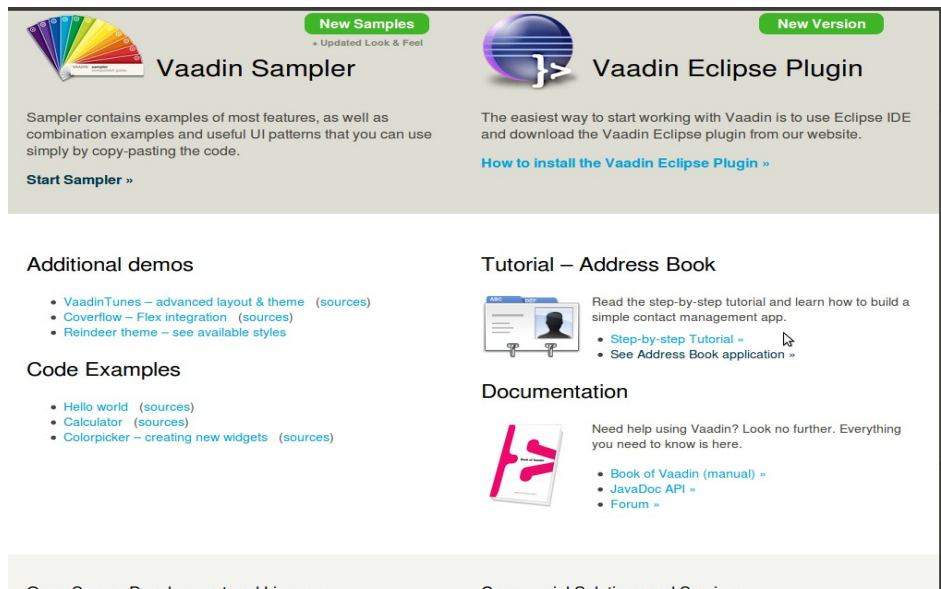 New Samples
+ Updated Look & Feel
Vaadin Sampler
Sampler contains examples of most features, as well as
combination examples and useful UI patterns that you can use
simply by copy-pasting the code.
Start Sampler »
New Version
Vaadin Eclipse Plugin
The easiest way to start working with Vaadin is to use Eclipse IDE
and download the Vaadin Eclipse plugin from our website.
How to install the Vaadin Eclipse Plugin »
Additional demos
• VaadinTunes – advanced layout & theme (sources)
• Coverflow – Flex integration (sources)
• Reindeer theme – see available styles
Code Examples
• Hello world (sources)
• Calculator (sources)
• Colorpicker – creating new widgets (sources)
Tutorial – Address Book
ABC DEF
Read the step-by-step tutorial and learn how to build a
simple contact management app.
• Step-by-step Tutorial »
• See Address Book application »
Documentation
Book of Vaadin
Need help using Vaadin? Look no further. Everything
you need to know is here.
• Book of Vaadin (manual) »
• JavaDoc API »
• Forum »